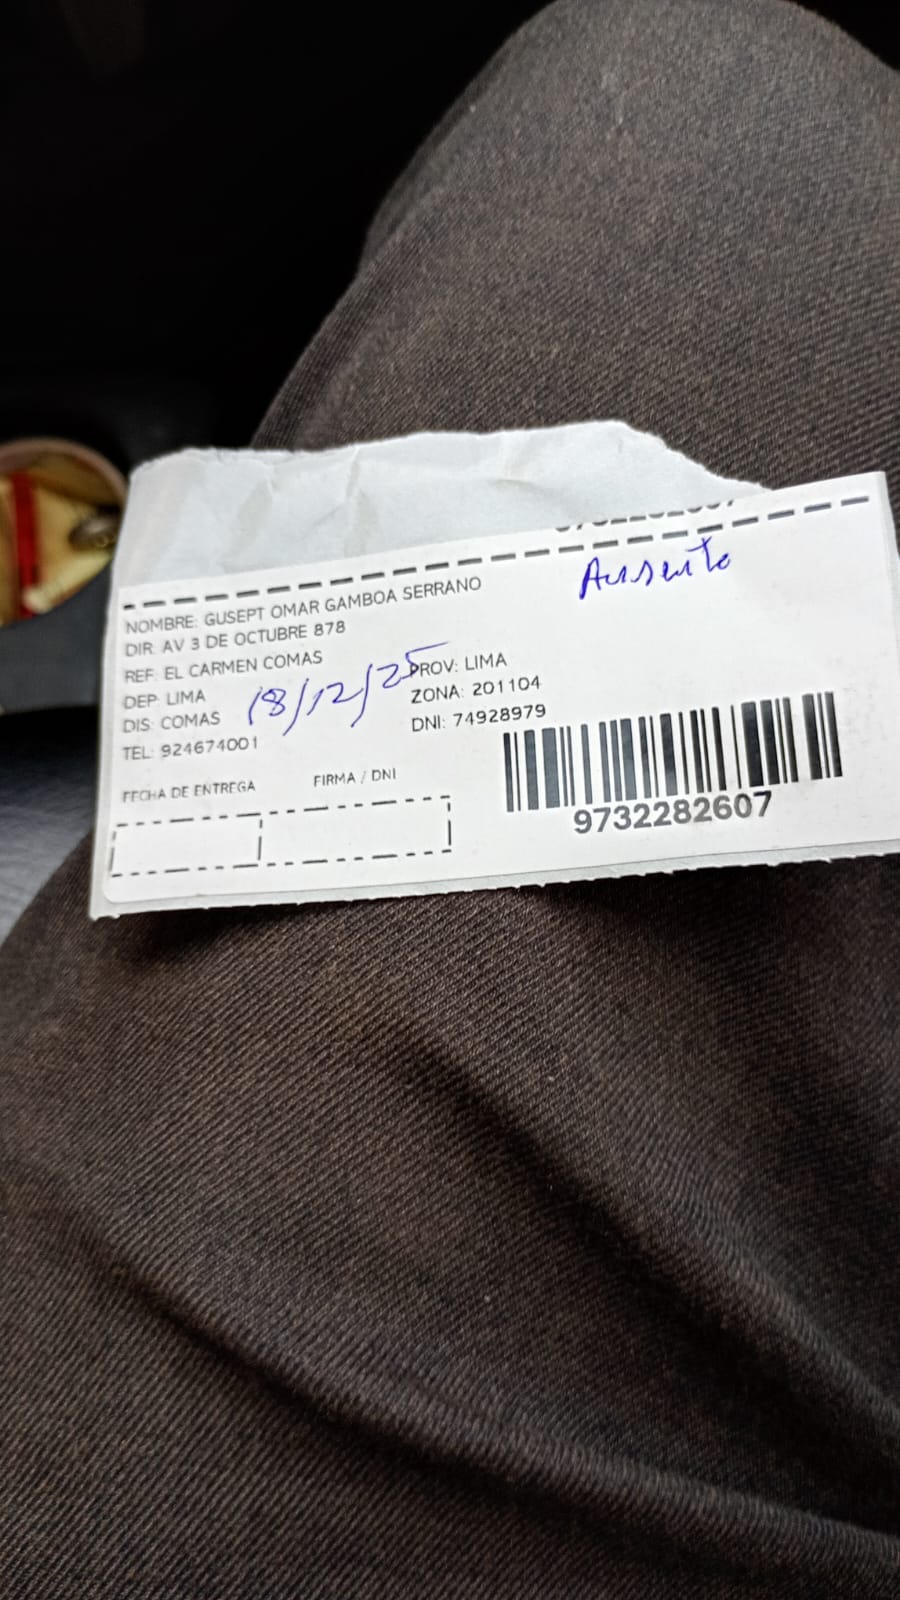 Ausente
NOMBRE: GUSEPT OMAR GAMBOA SERRANO
DIR: AV 3 DE OCTUBRE 878
REF: EL CARMEN COMAS
DEP: LIMA
PROV: LIMA
DIS: COMAS
18/12/25
ZONA: 201104
TEL: 924674001
DNI: 74928979
FECHA DE ENTREGA
FIRMA / DNI
9732282607